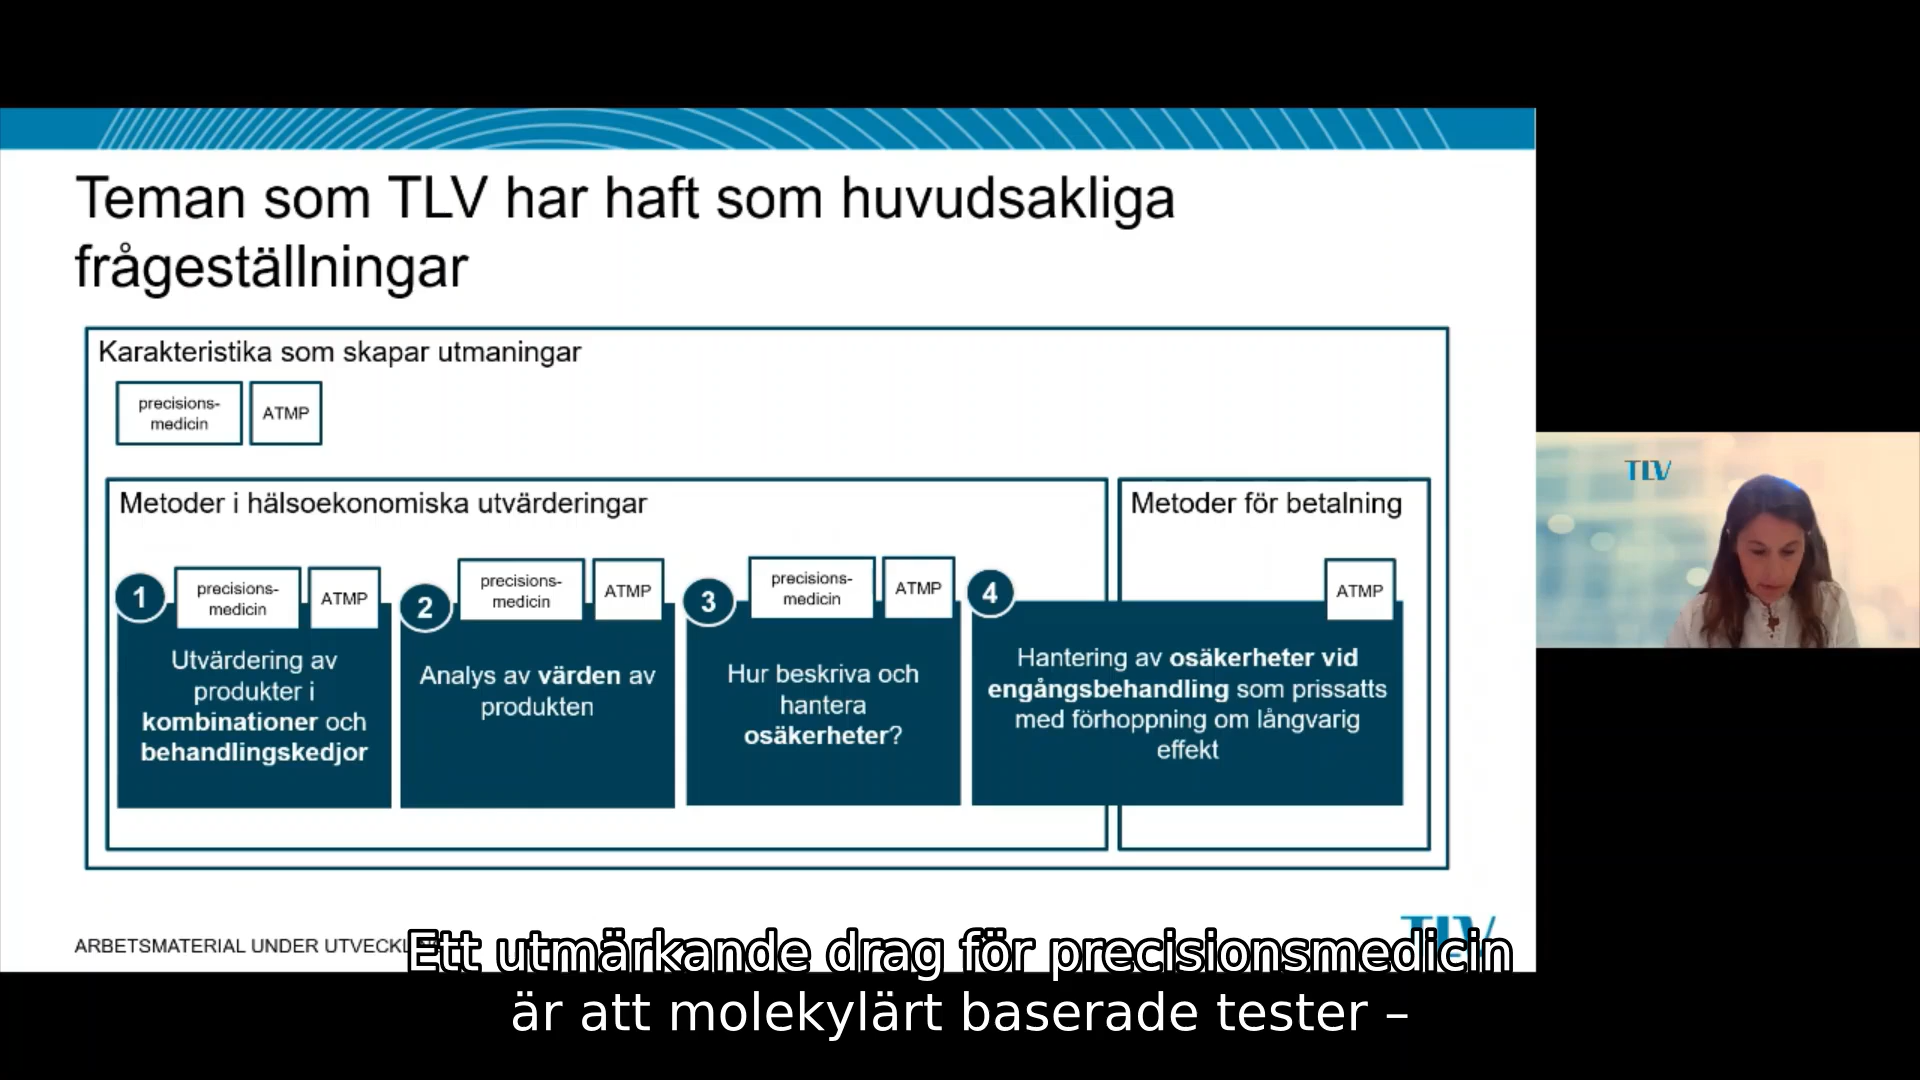 Teman som TLV har haft som huvudsakliga
frågeställningar
Karakteristika som skapar utmaningar
precisions-
medicin
ATMP
Metoder i hälsoekonomiska utvärderingar
Metoder för betalning
1
precisions-
medicin
ATMP
Utvärdering av
produkter i
kombinationer och
behandlingskedjor
2
precisions-
medicin
ATMP
Analys av värden av
produkten
3
precisions-
medicin
ATMP
Hur beskriva och
hantera
osäkerheter?
4
ATMP
Hantering av osäkerheter vid
engångsbehandling som prissatts
med förhoppning om långvarig
effekt
TLV
ARBETSMATERIAL UNDER
TLV
Ett utmärkande drag för precisionsmedicin
är att molekylärt baserade tester –